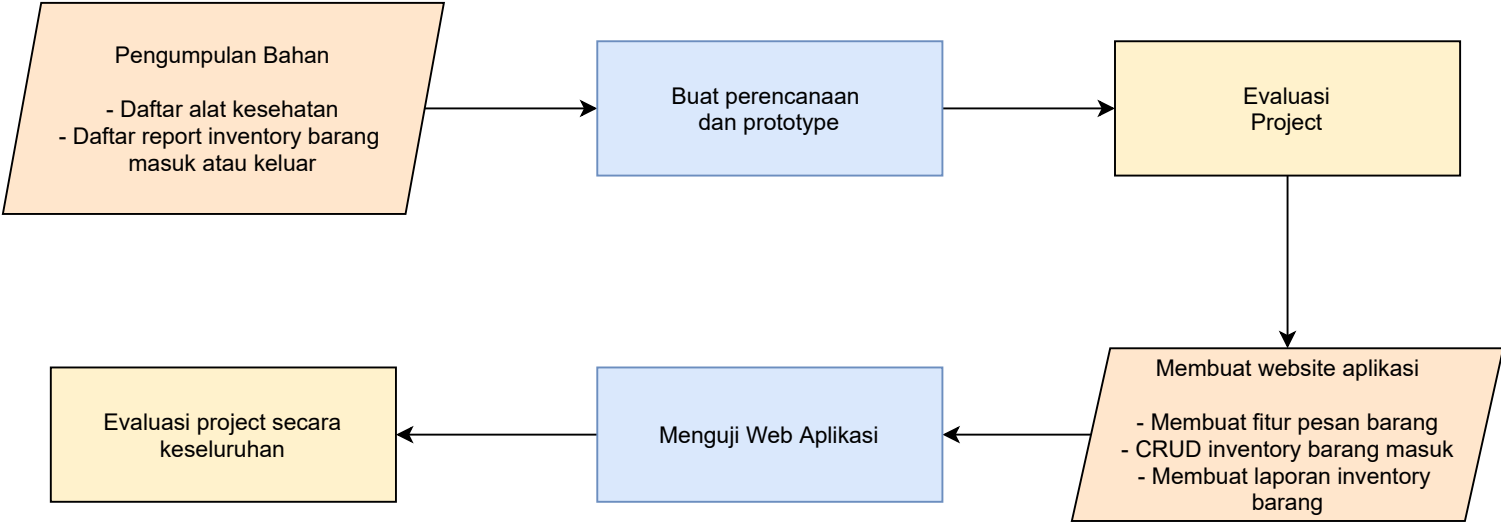 Pengumpulan Bahan
- Daftar alat kesehatan
- Daftar report inventory barang
masuk atau keluar
Buat perencanaan
dan prototype
Evaluasi
Project
Membuat website aplikasi
- Membuat fitur pesan barang
- CRUD inventory barang masuk
- Membuat laporan inventory
barang
Menguji Web Aplikasi
Evaluasi project secara
keseluruhan